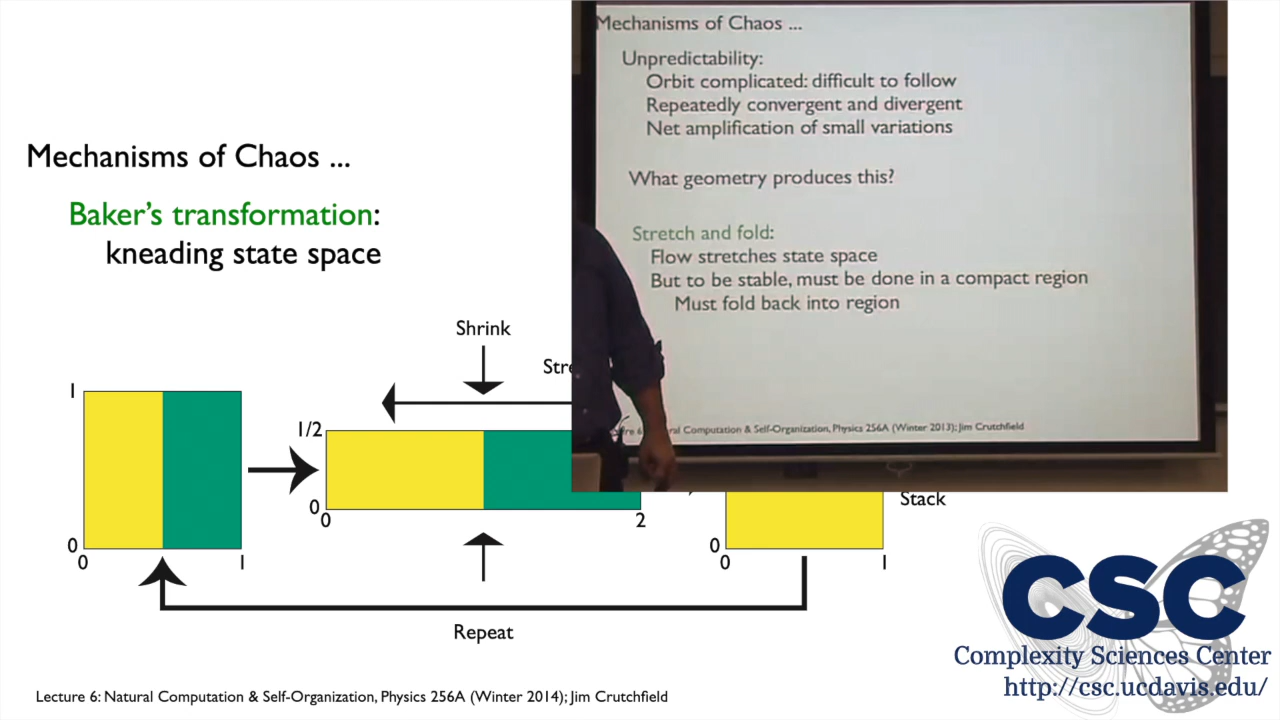 Mechanisms of Chaos ...
Baker's transformation:
kneading state space
Shrink
1
1/2
0
0
0
1
0
2
0
0
1
Stack
Repeat
Lecture 6: Natural Computation & Self-Organization, Physics 256A (Winter 2014); Jim Crutchfield
Mechanisms of Chaos ...
Unpredictability:
Orbit complicated: difficult to follow
Repeatedly convergent and divergent
Net amplification of small variations
What geometry produces this?
Stretch and fold:
Flow stretches state space
But to be stable, must be done in a compact region
Must fold back into region
Computation & Self-Organization, Physics 256A (Winter 2013); Jim Crutchfield
CSC
Complexity Sciences Center
http://csc.ucdavis.edu/